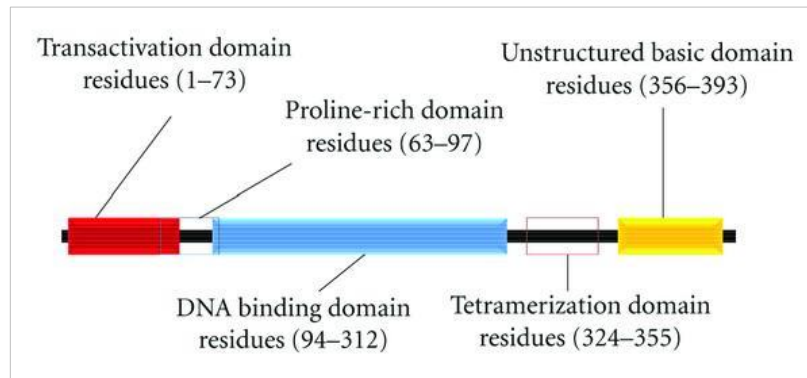 Transactivation domain
residues (1–73)
Unstructured basic domain
residues (356–393)
Proline-rich domain
residues (63–97)
DNA binding domain
residues (94–312)
Tetramerization domain
residues (324–355)